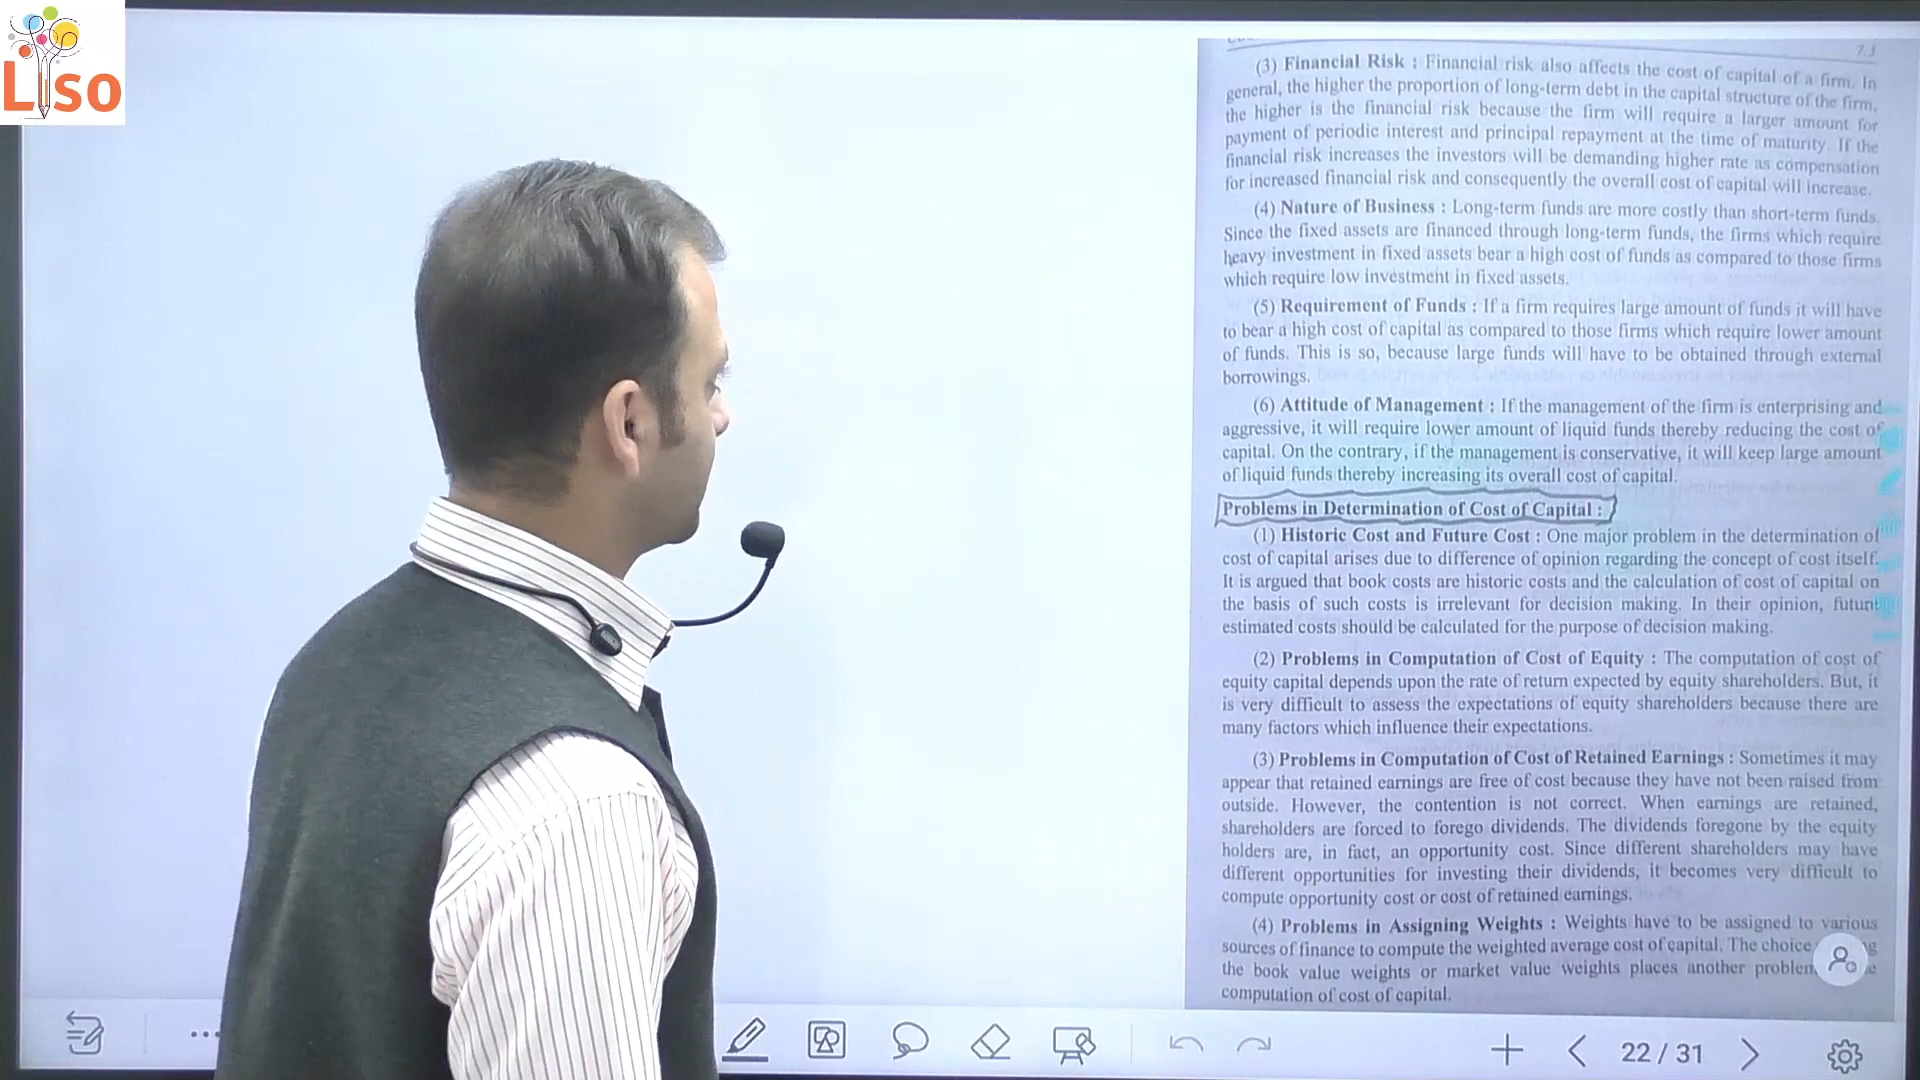 Liso
7.3
(3) Financial Risk : Financial risk also affects the cost of capital of a firm. In
general, the higher the proportion of long-term debt in the capital structure of the firm,
the higher is the financial risk because the firm will require a larger amount for
payment of periodic interest and principal repayment at the time of maturity. If the
financial risk increases the investors will be demanding higher rate as compensation
for increased financial risk and consequently the overall cost of capital will increase.
(4) Nature of Business : Long-term funds are more costly than short-term funds.
Since the fixed assets are financed through long-term funds, the firms which require
heavy investment in fixed assets bear a high cost of funds as compared to those firms
which require low investment in fixed assets.
(5) Requirement of Funds : If a firm requires large amount of funds it will have
to bear a high cost of capital as compared to those firms which require lower amount
of funds. This is so, because large funds will have to be obtained through external
borrowings.
(6) Attitude of Management : If the management of the firm is enterprising and
aggressive, it will require lower amount of liquid funds thereby reducing the cost of
capital. On the contrary, if the management is conservative, it will keep large amount
of liquid funds thereby increasing its overall cost of capital.
Problems in Determination of Cost of Capital :
(1) Historic Cost and Future Cost : One major problem in the determination of
cost of capital arises due to difference of opinion regarding the concept of cost itself.
It is argued that book costs are historic costs and the calculation of cost of capital on
the basis of such costs is irrelevant for decision making. In their opinion, future
estimated costs should be calculated for the purpose of decision making.
(2) Problems in Computation of Cost of Equity : The computation of cost of
equity capital depends upon the rate of return expected by equity shareholders. But, it
is very difficult to assess the expectations of equity shareholders because there are
many factors which influence their expectations.
(3) Problems in Computation of Cost of Retained Earnings : Sometimes it may
appear that retained earnings are free of cost because they have not been raised from
outside. However, the contention is not correct. When earnings are retained,
shareholders are forced to forego dividends. The dividends foregone by the equity
holders are, in fact, an opportunity cost. Since different shareholders may have
different opportunities for investing their dividends, it becomes very difficult to
compute opportunity cost or cost of retained earnings.
(4) Problems in Assigning Weights : Weights have to be assigned to various
sources of finance to compute the weighted average cost of capital. The choice
the book value weights or market value weights places another problem
computation of cost of capital.
22 / 31